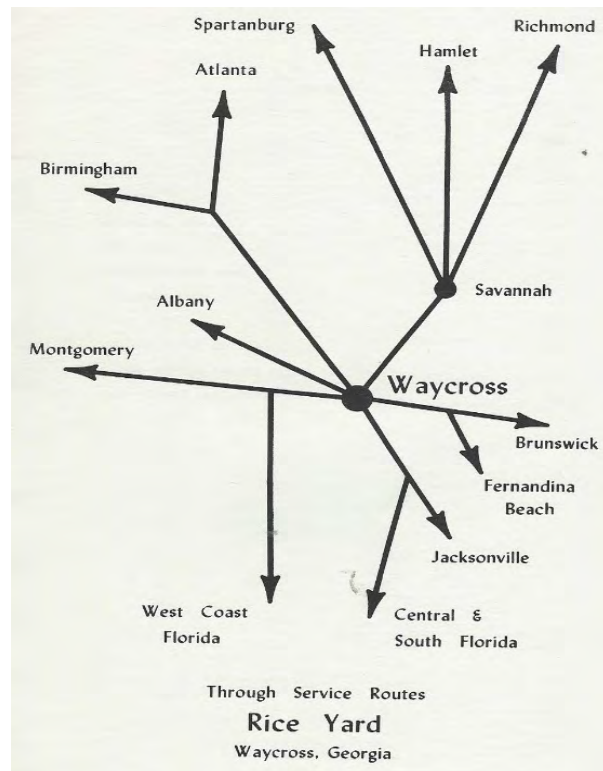 Spartanburg
Richmond
Hamlet
Atlanta
Birmingham
Savannah
Albany
Montgomery
Waycross
Brunswick
Fernandina
Beach
Jacksonville
West Coast
Florida
Central &
South Florida
Through Service Routes
Rice Yard
Waycross, Georgia